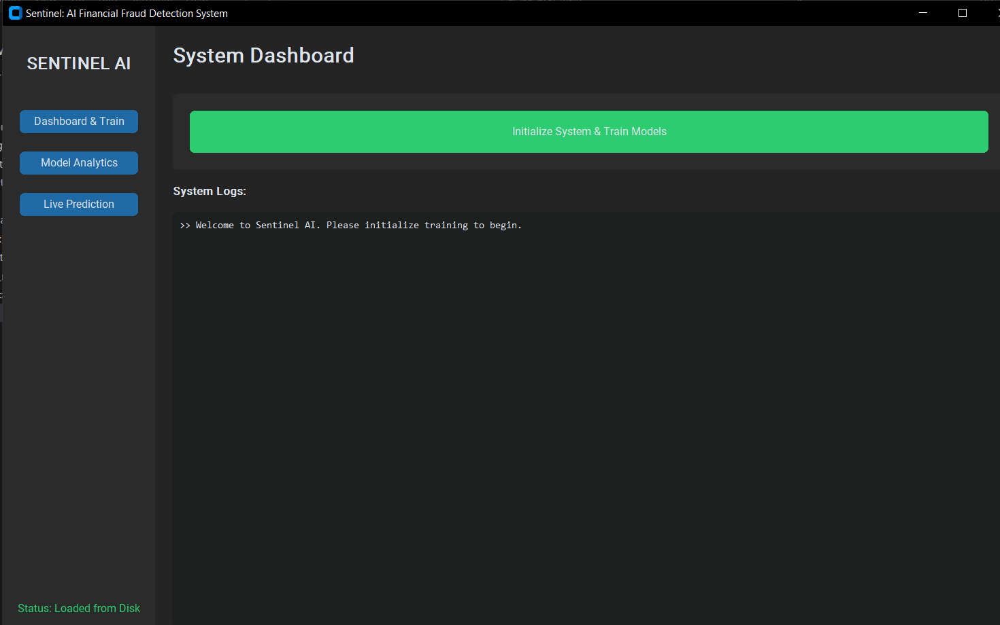 Sentinel: AI Financial Fraud Detection System
SENTINEL AI
Dashboard & Train
Model Analytics
Live Prediction
Status: Loaded from Disk
System Dashboard
Initialize System & Train Models
System Logs:
>> Welcome to Sentinel AI. Please initialize training to begin.